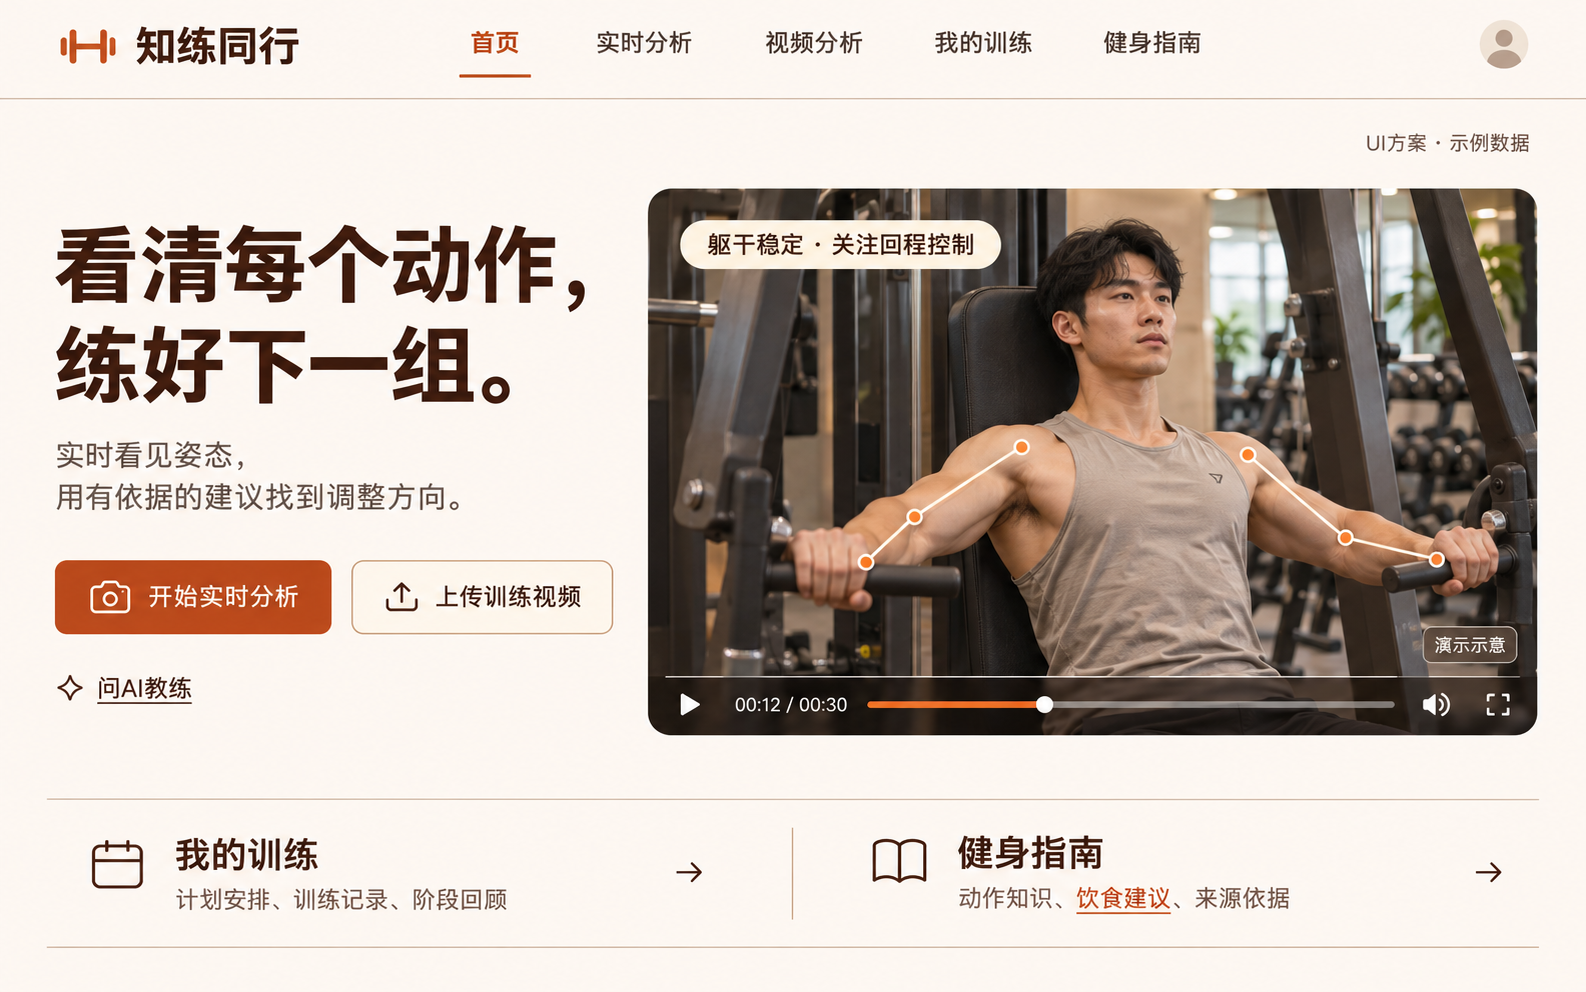 知练同行
首页
实时分析
视频分析
我的训练
健身指南
UI方案 · 示例数据
看清每个动作，
练好下一组。
实时看见姿态，
用有依据的建议找到调整方向。
开始实时分析
上传训练视频
问AI教练
躯干稳定 · 关注回程控制
演示示意
00:12 / 00:30
我的训练
计划安排、训练记录、阶段回顾
健身指南
动作知识、饮食建议、来源依据